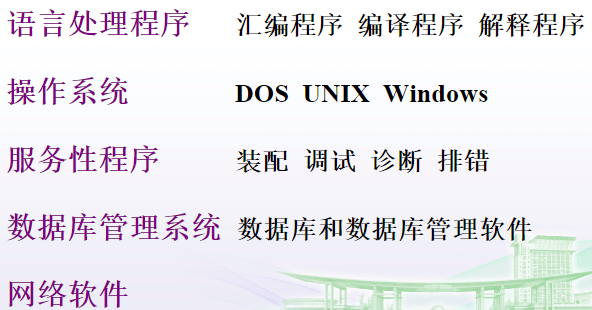 语言处理程序 汇编程序 编译程序 解释程序
操作系统 DOS UNIX Windows
服务性程序 装配 调试 诊断 排错
数据库管理系统 数据库和数据库管理软件
网络软件